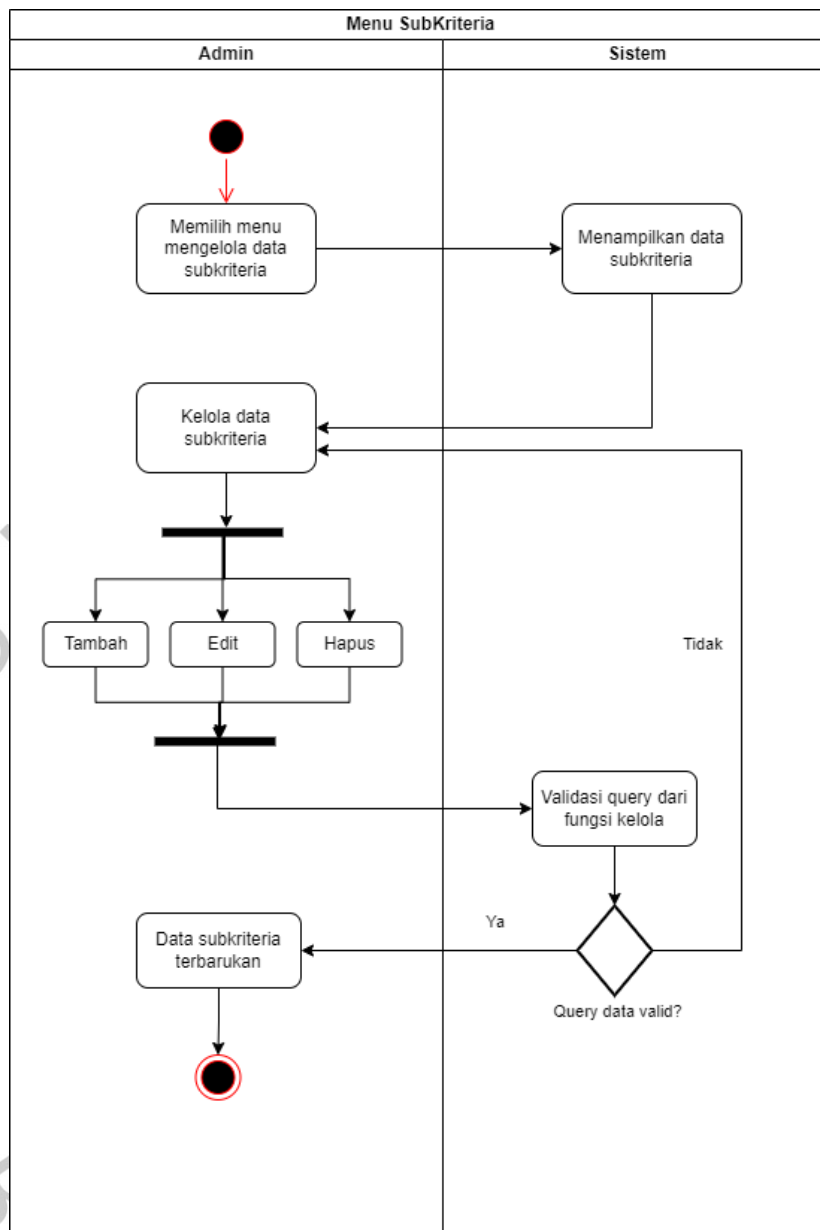 Menu SubKriteria
Admin
Sistem
Memilih menu
mengelola data
subkriteria
Menampilkan data
subkriteria
Kelola data
subkriteria
Tambah
Edit
Hapus
Tidak
Validasi query dari
fungsi kelola
Ya
Data subkriteria
terbarukan
Query data valid?